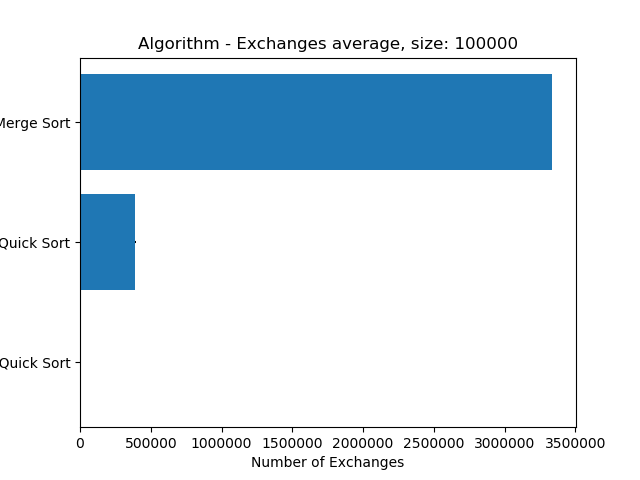 Algorithm - Exchanges average, size: 100000
Merge Sort
Quick Sort
Quick Sort
0 500000 1000000 1500000 2000000 2500000 3000000 3500000
Number of Exchanges